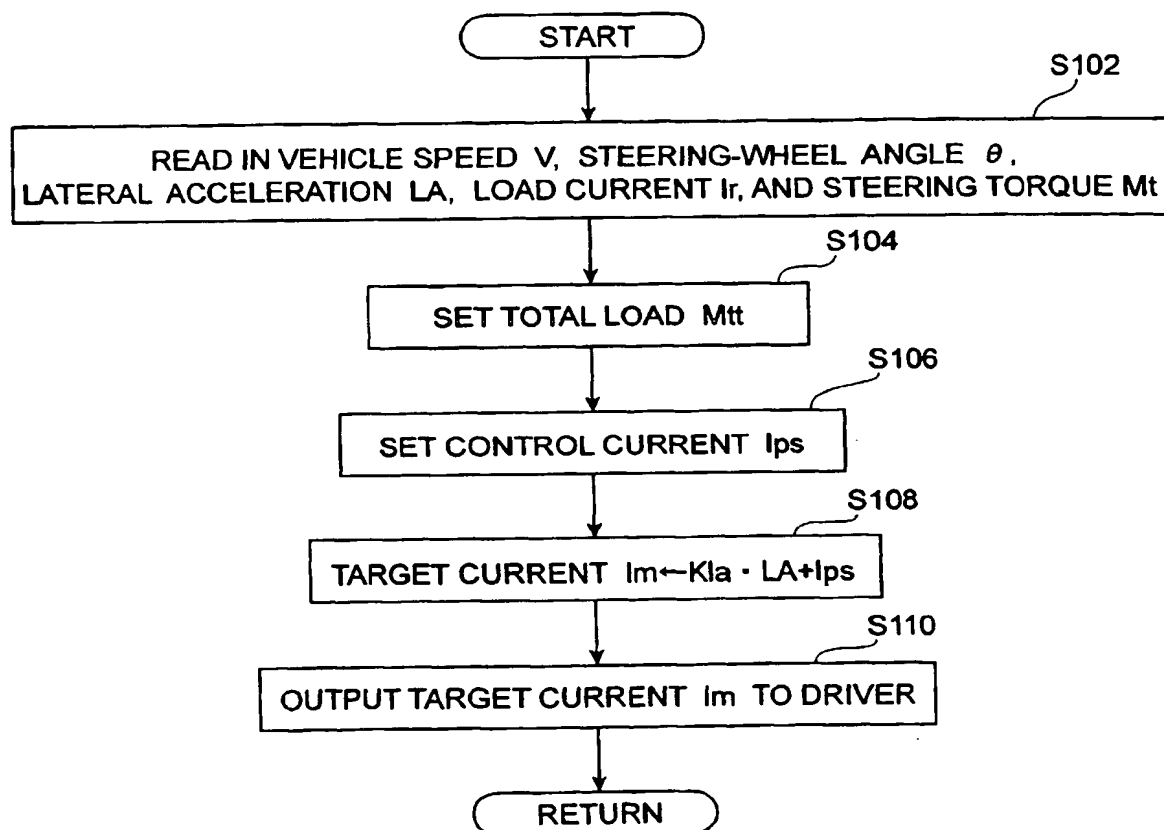 START
S102
READ IN VEHICLE SPEED V, STEERING-WHEEL ANGLE θ,
LATERAL ACCELERATION LA, LOAD CURRENT Ir, AND STEERING TORQUE Mt
S104
SET TOTAL LOAD Mtt
S106
SET CONTROL CURRENT Ips
S108
TARGET CURRENT Im←Kla・LA+Ips
S110
OUTPUT TARGET CURRENT Im TO DRIVER
RETURN